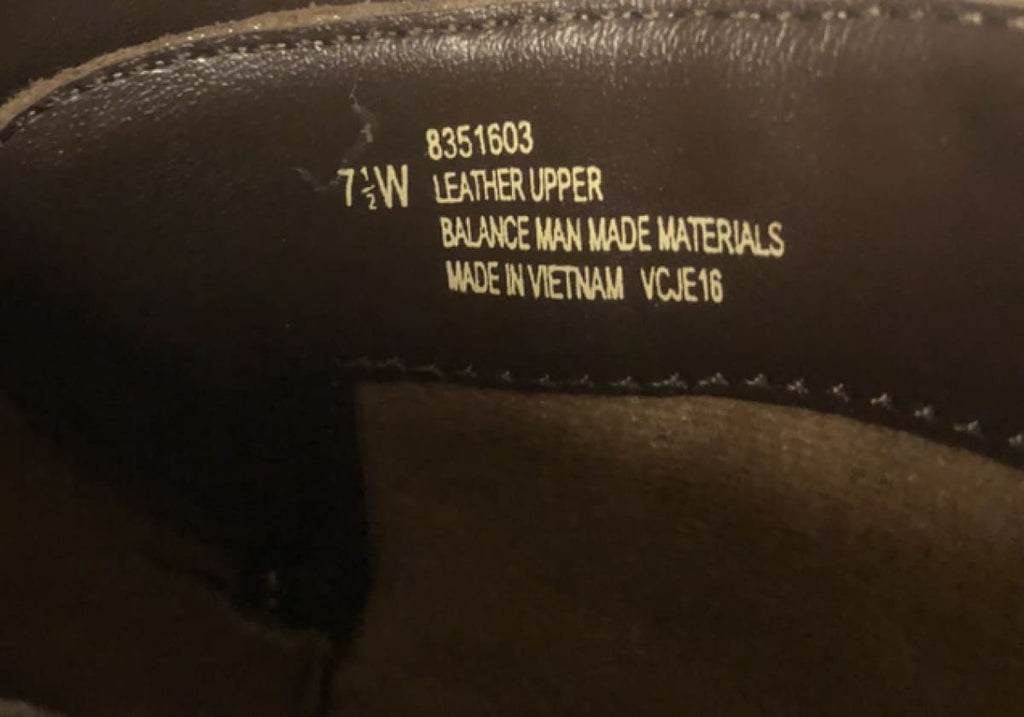 8351603
7½W LEATHER UPPER
BALANCE MAN MADE MATERIALS
MADE IN VIETNAM VCJE16